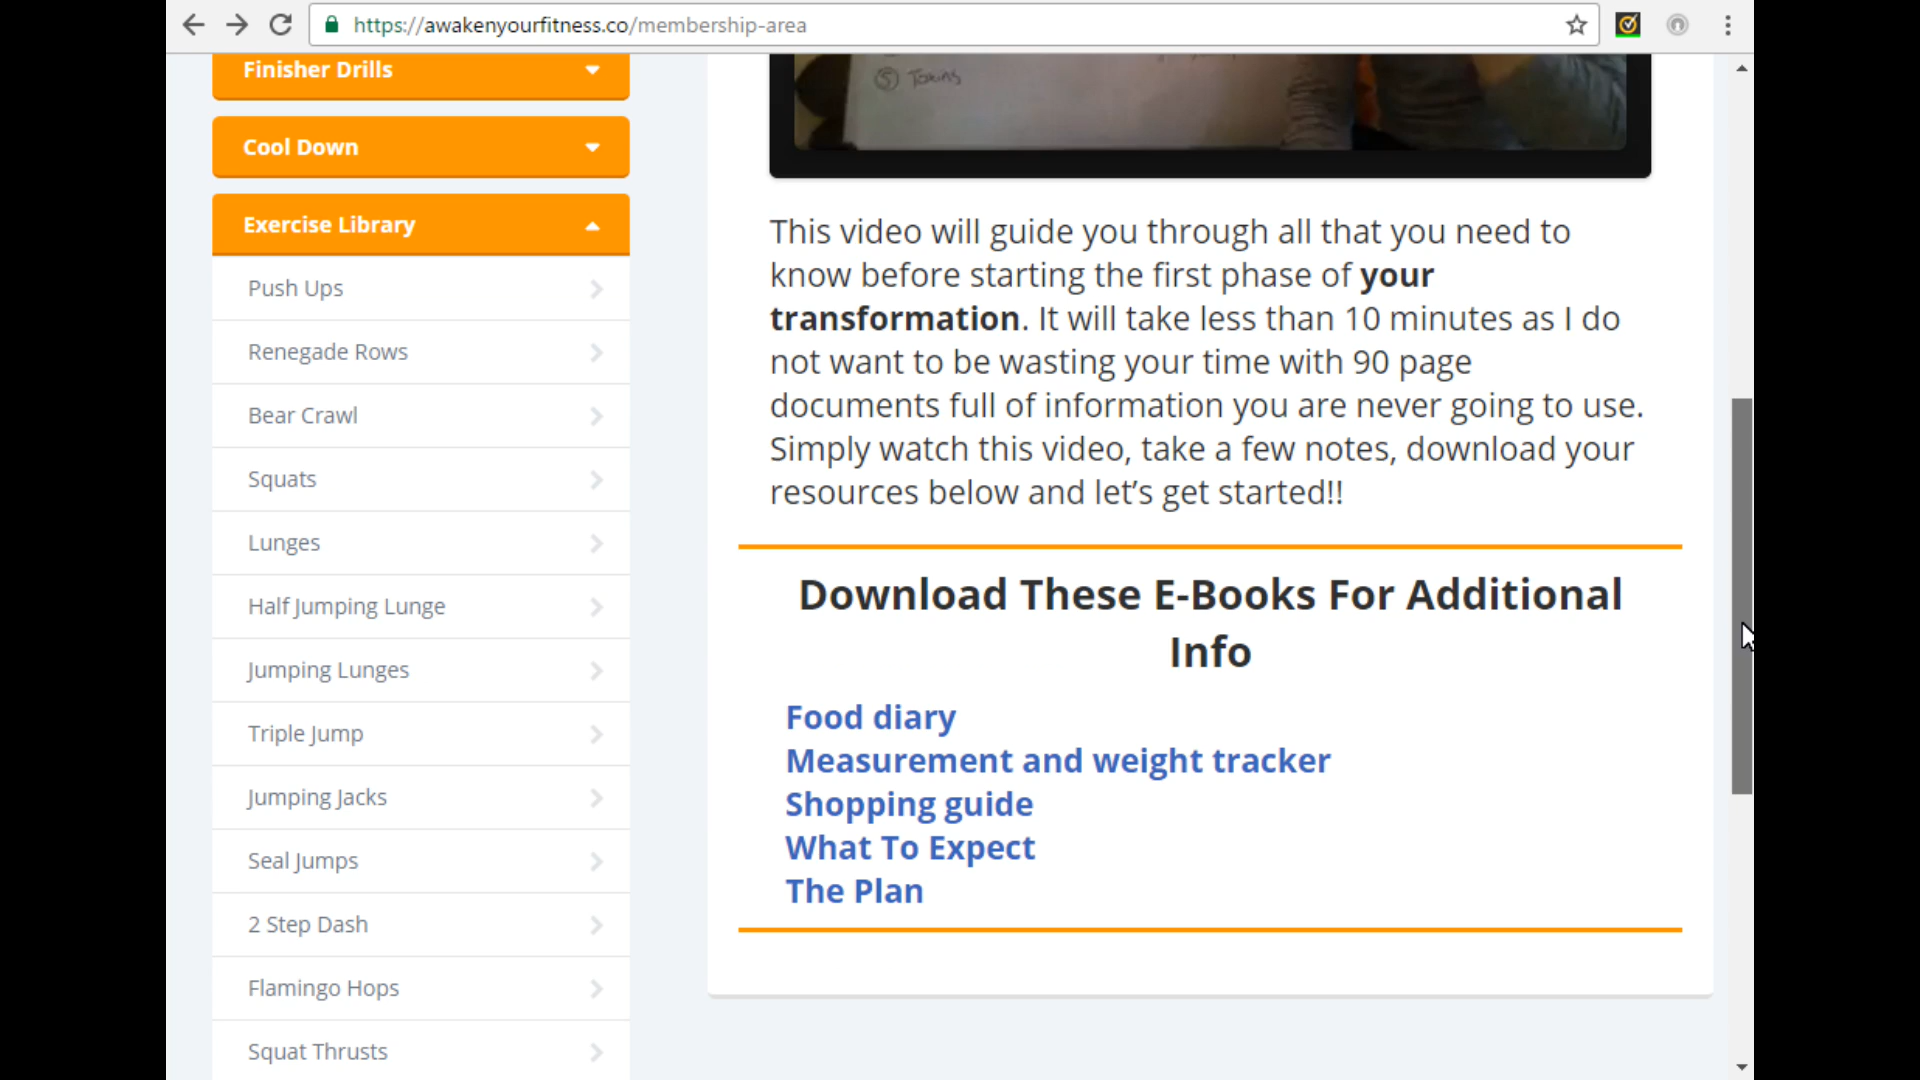 https://awakenyourfitness.co/membership-area
Finisher Drills
Cool Down
Exercise Library
Push Ups
Renegade Rows
Bear Crawl
Squats
Lunges
Half Jumping Lunge
Jumping Lunges
Triple Jump
Jumping Jacks
Seal Jumps
2 Step Dash
Flamingo Hops
Squat Thrusts
⑤ Toxins
This video will guide you through all that you need to
know before starting the first phase of your
transformation. It will take less than 10 minutes as I do
not want to be wasting your time with 90 page
documents full of information you are never going to use.
Simply watch this video, take a few notes, download your
resources below and let’s get started!!
Download These E-Books For Additional
Info
Food diary
Measurement and weight tracker
Shopping guide
What To Expect
The Plan